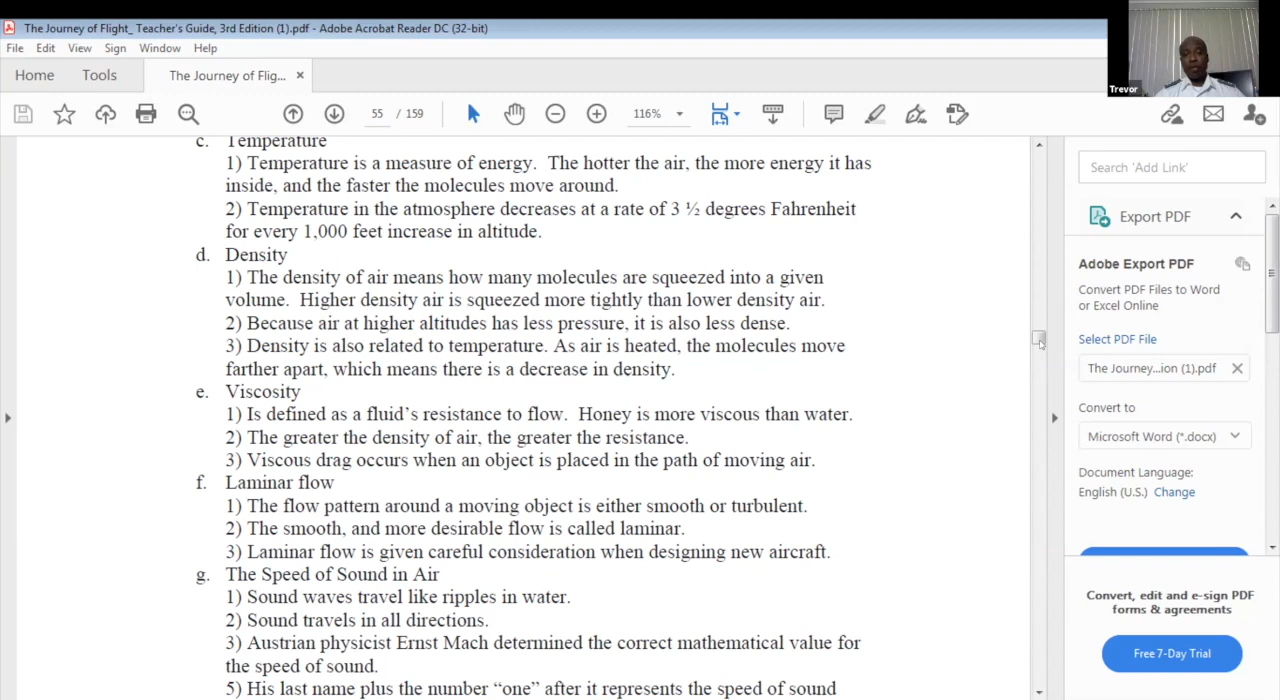 The Journey of Flight_ Teacher's Guide, 3rd Edition (1).pdf - Adobe Acrobat Reader DC (32-bit)
File Edit View Sign Window Help
Home Tools The Journey of Flig... ×
55 / 159 116%
Trevor
c. Temperature
1) Temperature is a measure of energy. The hotter the air, the more energy it has
inside, and the faster the molecules move around.
2) Temperature in the atmosphere decreases at a rate of 3 ½ degrees Fahrenheit
for every 1,000 feet increase in altitude.
d. Density
1) The density of air means how many molecules are squeezed into a given
volume. Higher density air is squeezed more tightly than lower density air.
2) Because air at higher altitudes has less pressure, it is also less dense.
3) Density is also related to temperature. As air is heated, the molecules move
farther apart, which means there is a decrease in density.
e. Viscosity
1) Is defined as a fluid's resistance to flow. Honey is more viscous than water.
2) The greater the density of air, the greater the resistance.
3) Viscous drag occurs when an object is placed in the path of moving air.
f. Laminar flow
1) The flow pattern around a moving object is either smooth or turbulent.
2) The smooth, and more desirable flow is called laminar.
3) Laminar flow is given careful consideration when designing new aircraft.
g. The Speed of Sound in Air
1) Sound waves travel like ripples in water.
2) Sound travels in all directions.
3) Austrian physicist Ernst Mach determined the correct mathematical value for
the speed of sound.
5) His last name plus the number "one" after it represents the speed of sound
Search 'Add Link'
Export PDF
Adobe Export PDF
Convert PDF Files to Word
or Excel Online
Select PDF File
The Journey...ion (1).pdf ×
Convert to
Microsoft Word (*.docx)
Document Language:
English (U.S.) Change
Convert, edit and e-sign PDF
forms & agreements
Free 7-Day Trial